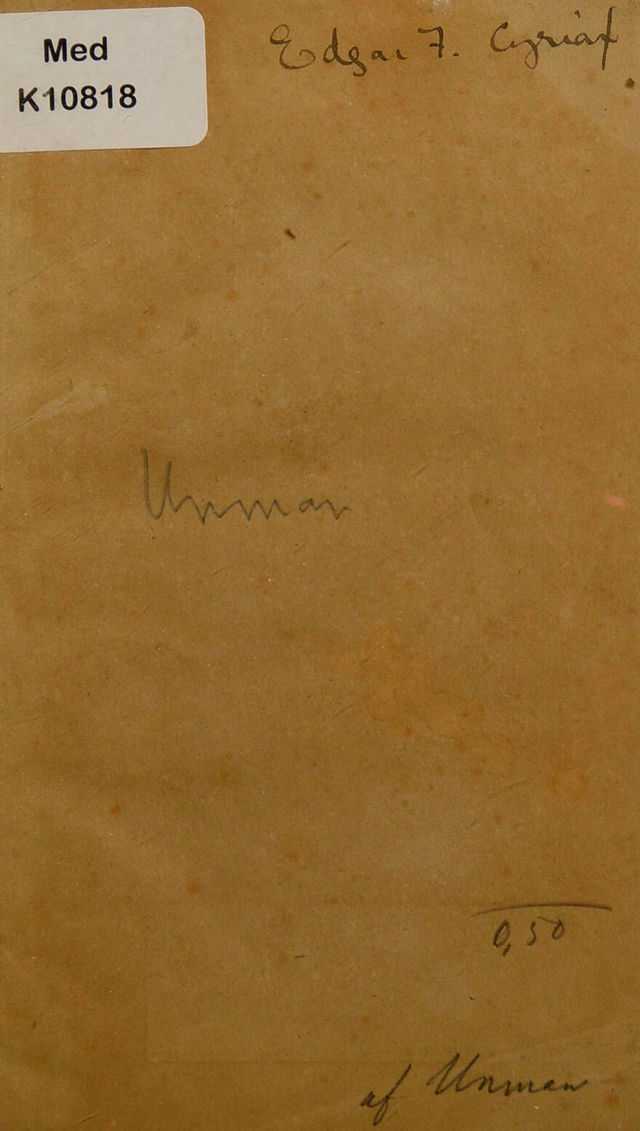 Med
K10818
Edgar F. Cyriax
Unman
0,50
af Unman